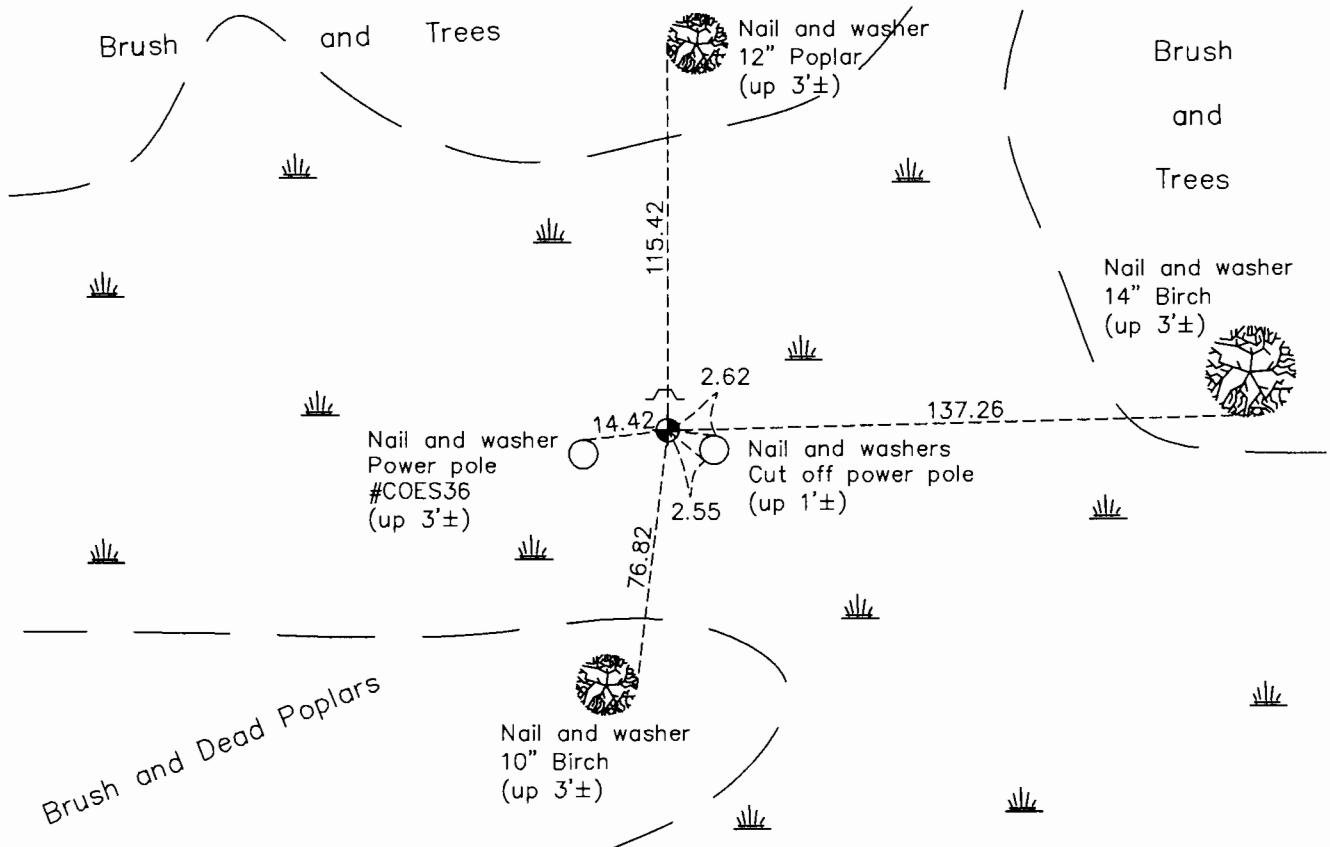 Brush and Trees
Nail and washer
12" Poplar
(up 3'±)
Brush
and
Trees
115.42
Nail and washer
14" Birch
(up 3'±)
2.62
14.42
137.26
Nail and washer
Power pole
#COES36
(up 3'±)
Nail and washers
Cut off power pole
(up 1'±)
2.55
76.82
Brush and Dead Poplars
Nail and washer
10" Birch
(up 3'±)